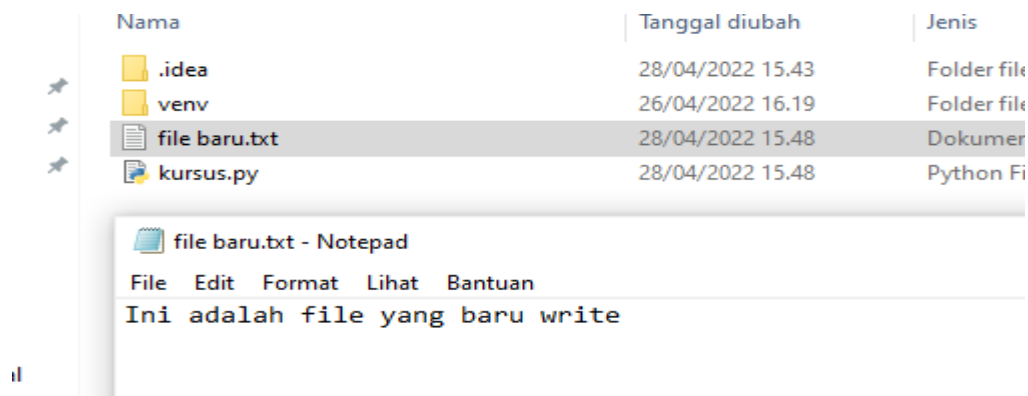 Nama Tanggal diubah Jenis
.idea 28/04/2022 15.43 Folder file
venv 26/04/2022 16.19 Folder file
file baru.txt 28/04/2022 15.48
kursus.py 28/04/2022 15.48 Python
file baru.txt - Notepad
File Edit Format Lihat Bantuan
Ini adalah file yang baru write